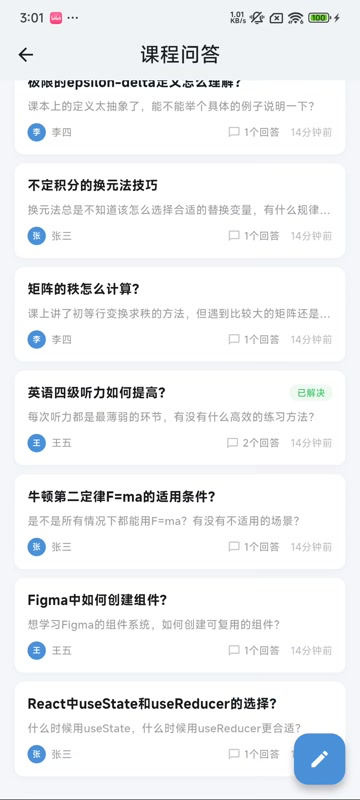 3:01
1.01 KB/s
100
课程问答
极限的epsilon-delta定义怎么理解？
课本上的定义太抽象了，能不能举个具体的例子说明一下？
李 李四 1个回答 14分钟前
不定积分的换元法技巧
换元法总是不知道该怎么选择合适的替换变量，有什么规律...
张 张三 1个回答 14分钟前
矩阵的秩怎么计算？
课上讲了初等行变换求秩的方法，但遇到比较大的矩阵还是...
李 李四 1个回答 14分钟前
英语四级听力如何提高？ 已解决
每次听力都是最薄弱的环节，有没有什么高效的练习方法？
王 王五 2个回答 14分钟前
牛顿第二定律F=ma的适用条件？
是不是所有情况下都能用F=ma？有没有不适用的场景？
张 张三 1个回答 14分钟前
Figma中如何创建组件？
想学习Figma的组件系统，如何创建可复用的组件？
王 王五 1个回答 14分钟前
React中useState和useReducer的选择？
什么时候用useState，什么时候用useReducer更合适？
张 张三 1个回答